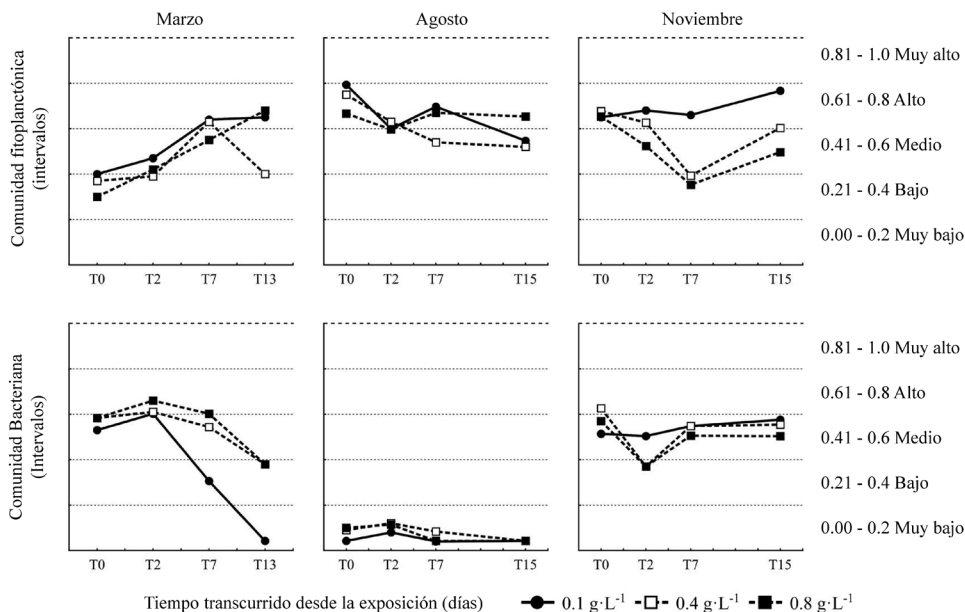 Marzo Agosto Noviembre
Comunidad fitoplanctónica
(intervalos)
0.81 - 1.0 Muy alto
0.61 - 0.8 Alto
0.41 - 0.6 Medio
0.21 - 0.4 Bajo
0.00 - 0.2 Muy bajo
T0 T2 T7 T13 T0 T2 T7 T15 T0 T2 T7 T15
Comunidad Bacteriana
(Intervalos)
0.81 - 1.0 Muy alto
0.61 - 0.8 Alto
0.41 - 0.6 Medio
0.21 - 0.4 Bajo
0.00 - 0.2 Muy bajo
T0 T2 T7 T13 T0 T2 T7 T15 T0 T2 T7 T15
Tiempo transcurrido desde la exposición (días) 0.1 g·L⁻¹ 0.4 g·L⁻¹ 0.8 g·L⁻¹